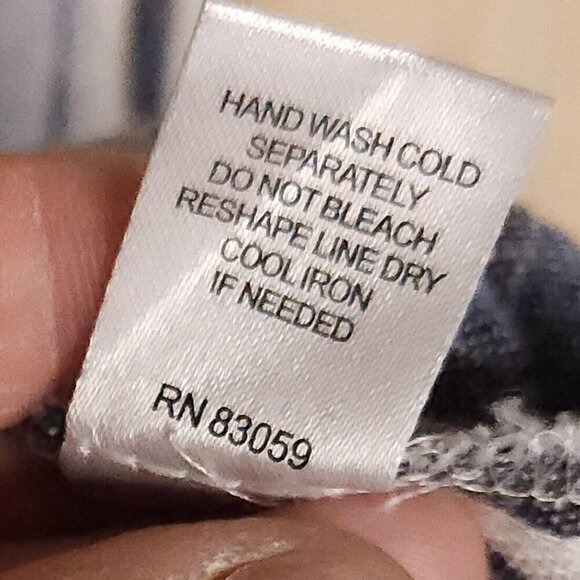 HAND WASH COLD
SEPARATELY
DO NOT BLEACH
RESHAPE LINE DRY
COOL IRON
IF NEEDED
RN 83059